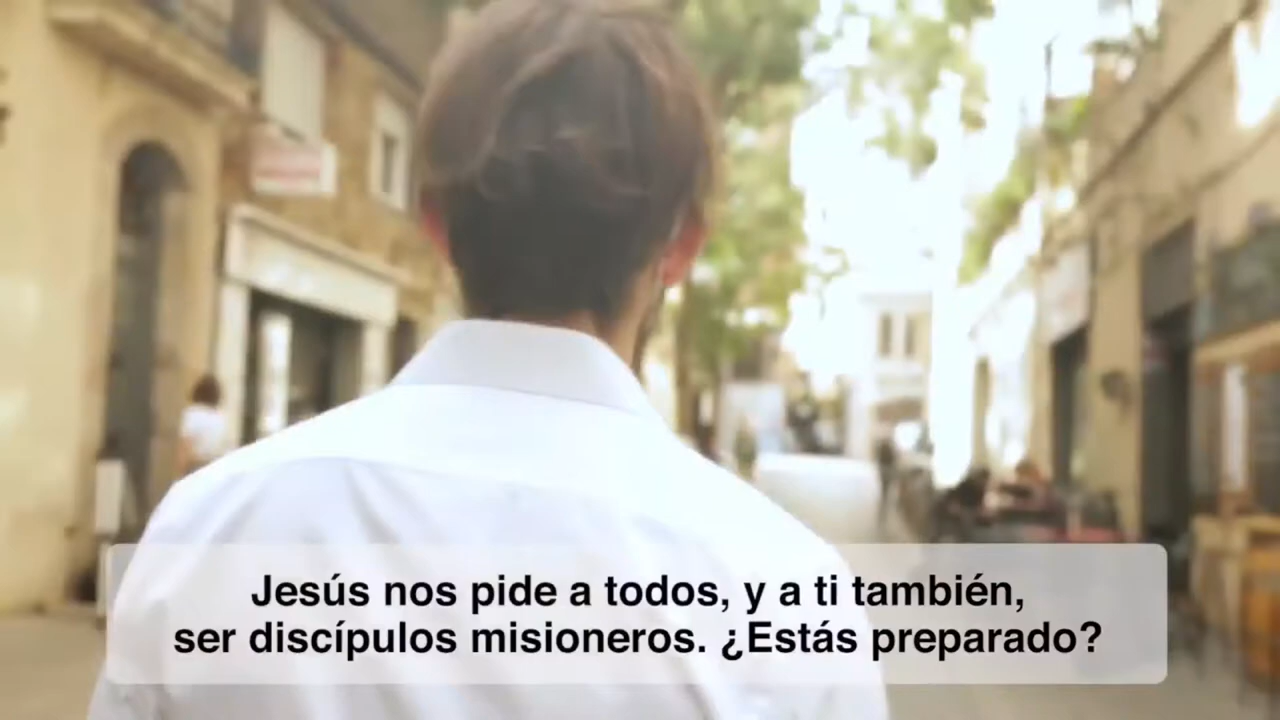 Jesús nos pide a todos, y a ti también,
ser discípulos misioneros. ¿Estás preparado?